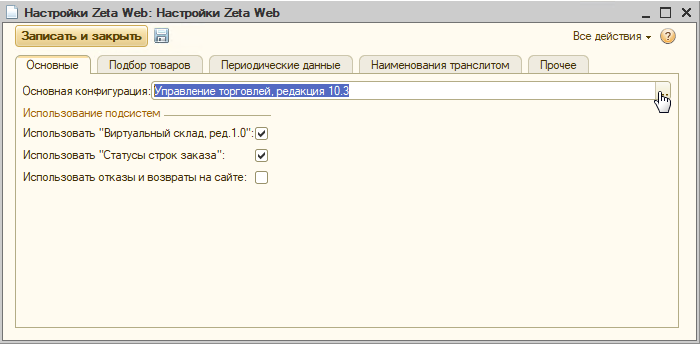 Настройки Zeta Web: Настройки Zeta Web
Записать и закрыть Все действия ?
Основные Подбор товаров Периодические данные Наименования транслитом Прочее
Основная конфигурация: Управление торговлей, редакция 10.3
Использование подсистем
Использовать "Виртуальный склад, ред.1.0":
Использовать "Статусы строк заказа":
Использовать отказы и возвраты на сайте: